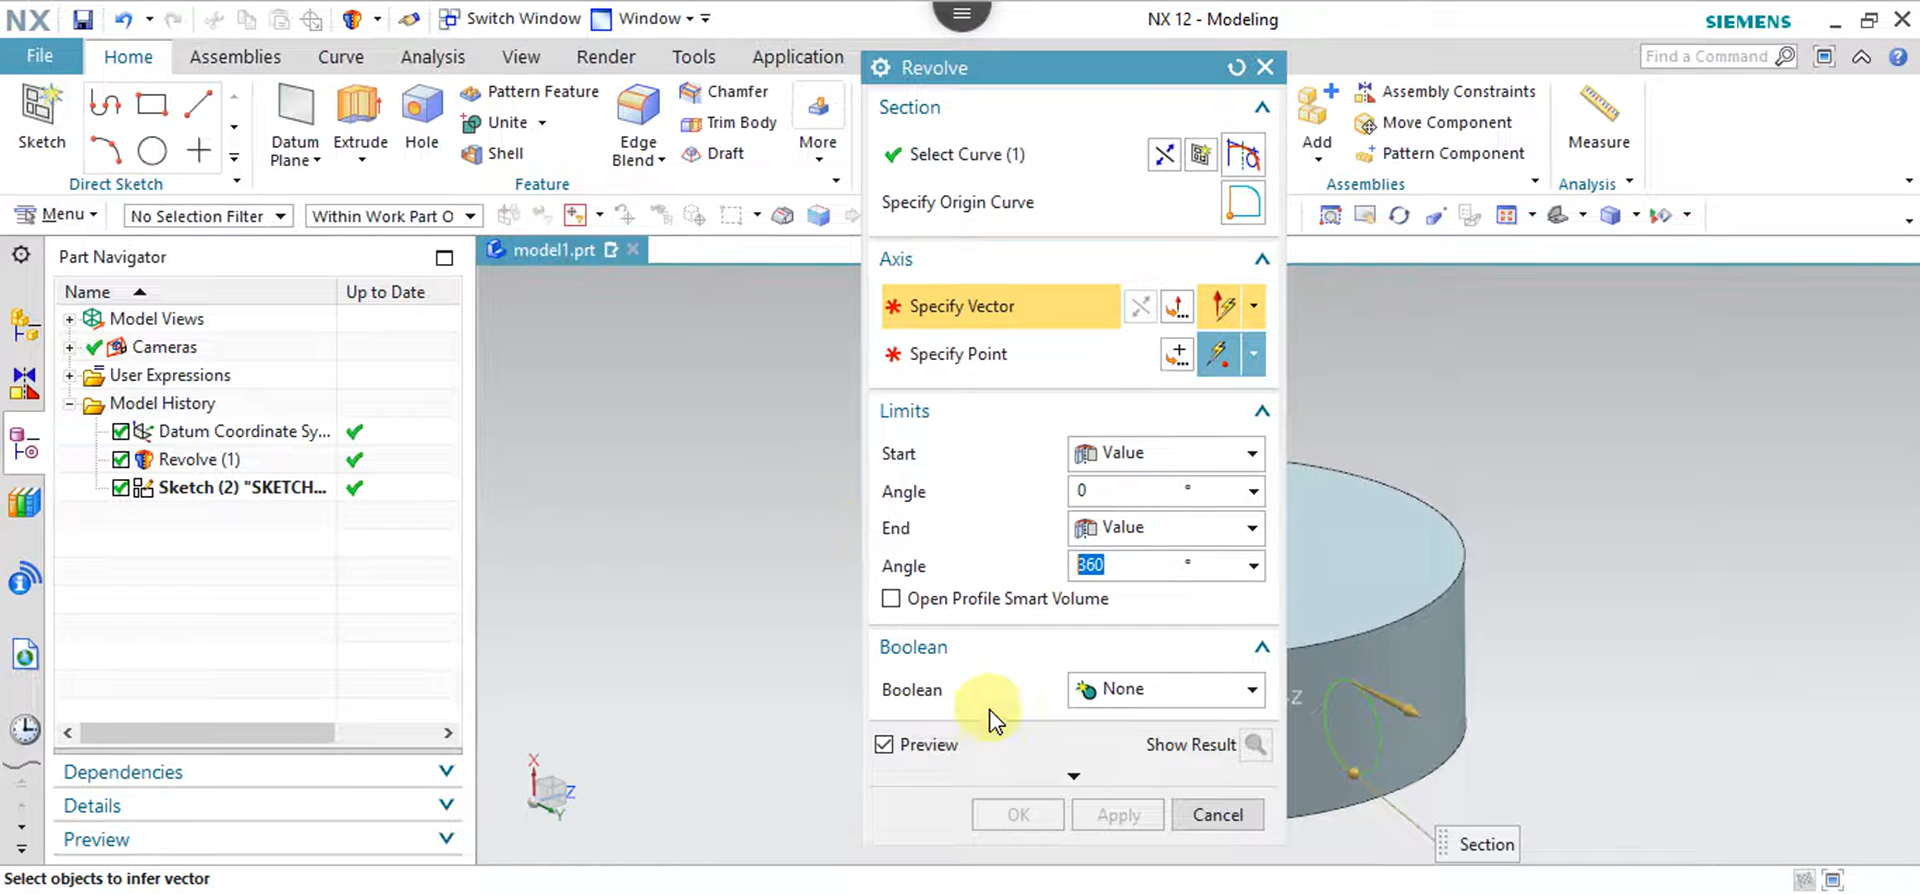 NX
Switch Window
Window
NX 12 - Modeling
SIEMENS
File
Home
Assemblies
Curve
Analysis
View
Render
Tools
Application
Find a Command
Sketch
Direct Sketch
Datum
Plane
Extrude
Hole
Pattern Feature
Unite
Shell
Edge
Blend
Chamfer
Trim Body
Draft
More
Feature
Add
Assembly Constraints
Move Component
Pattern Component
Assemblies
Measure
Analysis
Menu
No Selection Filter
Within Work Part O
Part Navigator
Name
Up to Date
Model Views
Cameras
User Expressions
Model History
Datum Coordinate Sy...
Revolve (1)
Sketch (2) "SKETCH...
Dependencies
Details
Preview
model1.prt
Revolve
Section
Select Curve (1)
Specify Origin Curve
Axis
* Specify Vector
* Specify Point
Limits
Start
Value
Angle
0 °
End
Value
Angle
360 °
Open Profile Smart Volume
Boolean
Boolean
None
Preview
Show Result
OK
Apply
Cancel
X
Z
Y
Z
Section
Select objects to infer vector